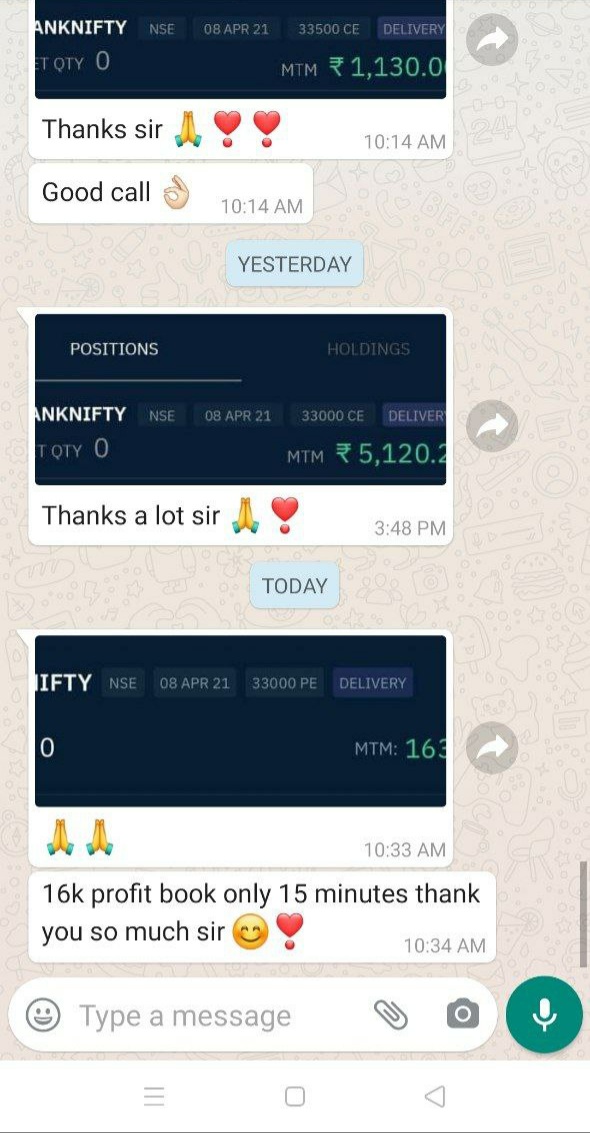 ANKNIFTY NSE 08 APR 21 33500 CE DELIVERY
ET QTY 0 MTM ₹ 1,130.0
Thanks sir 🙏 ❣️ ❣️
10:14 AM
Good call 👌🏻
10:14 AM
YESTERDAY
POSITIONS HOLDINGS
ANKNIFTY NSE 08 APR 21 33000 CE DELIVERY
T QTY 0 MTM ₹ 5,120.2
Thanks a lot sir 🙏 ❣️
3:48 PM
TODAY
NIFTY NSE 08 APR 21 33000 PE DELIVERY
0 MTM: 163
🙏 🙏
10:33 AM
16k profit book only 15 minutes thank
you so much sir 😊 ❣️
10:34 AM
Type a message